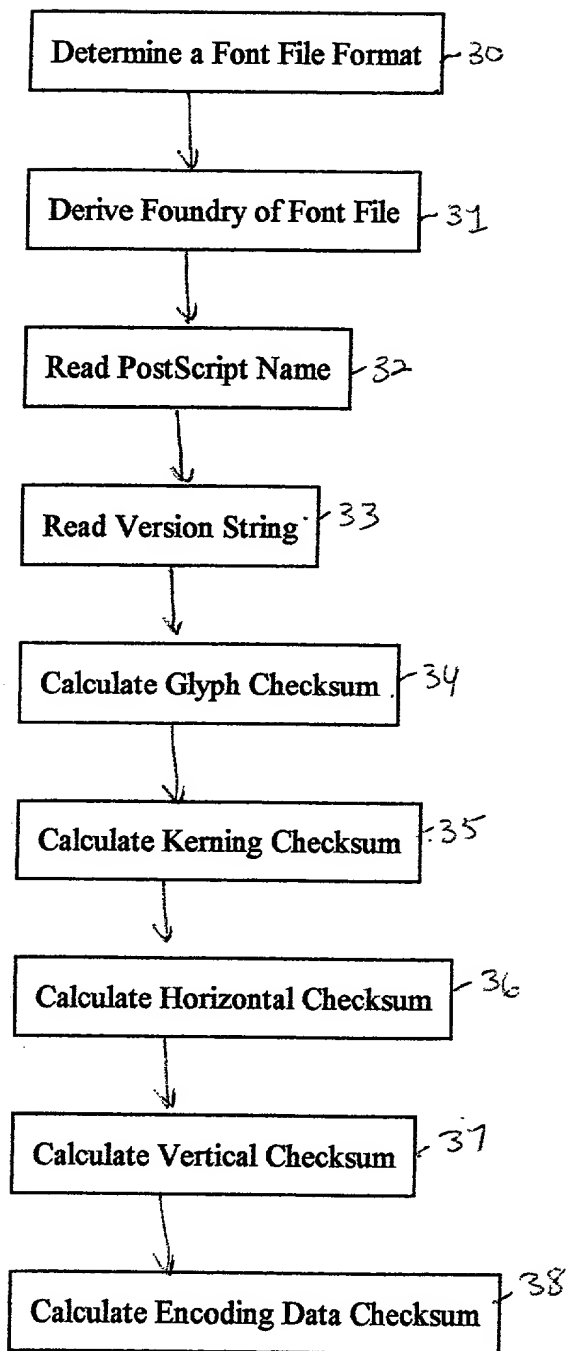 Determine a Font File Format 30
Derive Foundry of Font File 31
Read PostScript Name 32
Read Version String 33
Calculate Glyph Checksum 34
Calculate Kerning Checksum 35
Calculate Horizontal Checksum 36
Calculate Vertical Checksum 37
Calculate Encoding Data Checksum 38